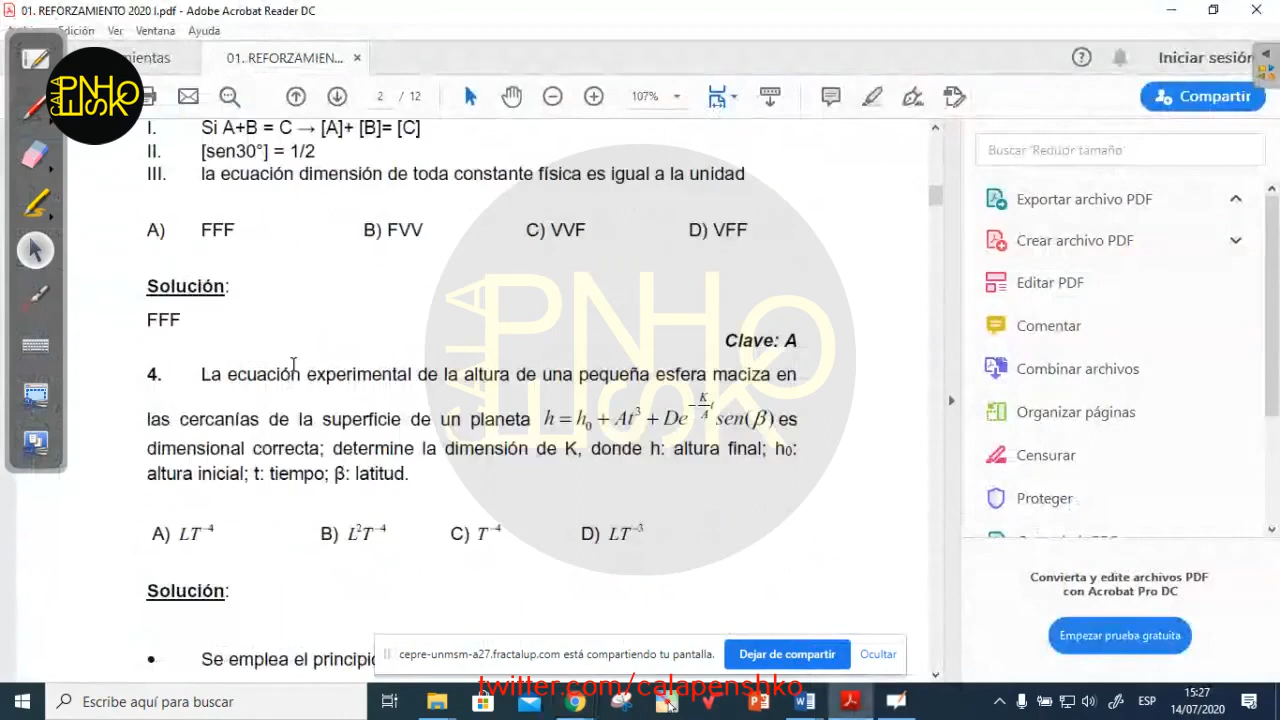 01. REFORZAMIENTO 2020 I.pdf - Adobe Acrobat Reader DC
Edición Ver Ventana Ayuda
01. REFORZAMIEN... ×
Iniciar sesión
2 / 12
107%
Compartir
CALA
PENSHKO
I. Si A+B = C → [A]+ [B]= [C]
II. [sen30°] = 1/2
III. la ecuación dimensión de toda constante física es igual a la unidad
A) FFF B) FVV C) VVF D) VFF
Solución:
FFF
Clave: A
4. La ecuación experimental de la altura de una pequeña esfera maciza en
las cercanías de la superficie de un planeta h = h₀ + At³ + De^(-K/A t) sen(β) es
dimensional correcta; determine la dimensión de K, donde h: altura final; h₀:
altura inicial; t: tiempo; β: latitud.
A) LT⁻⁴ B) L²T⁻⁴ C) T⁻⁴ D) LT⁻³
Solución:
• Se emplea el principio
Buscar 'Reducir tamaño'
Exportar archivo PDF
Crear archivo PDF
Editar PDF
Comentar
Combinar archivos
Organizar páginas
Censurar
Proteger
Convierta y edite archivos PDF
con Acrobat Pro DC
Empezar prueba gratuita
cepre-unmsm-a27.fractalup.com está compartiendo tu pantalla.
Dejar de compartir
Ocultar
twitter.com/calapenshko
Escribe aquí para buscar
ESP
15:27
14/07/2020